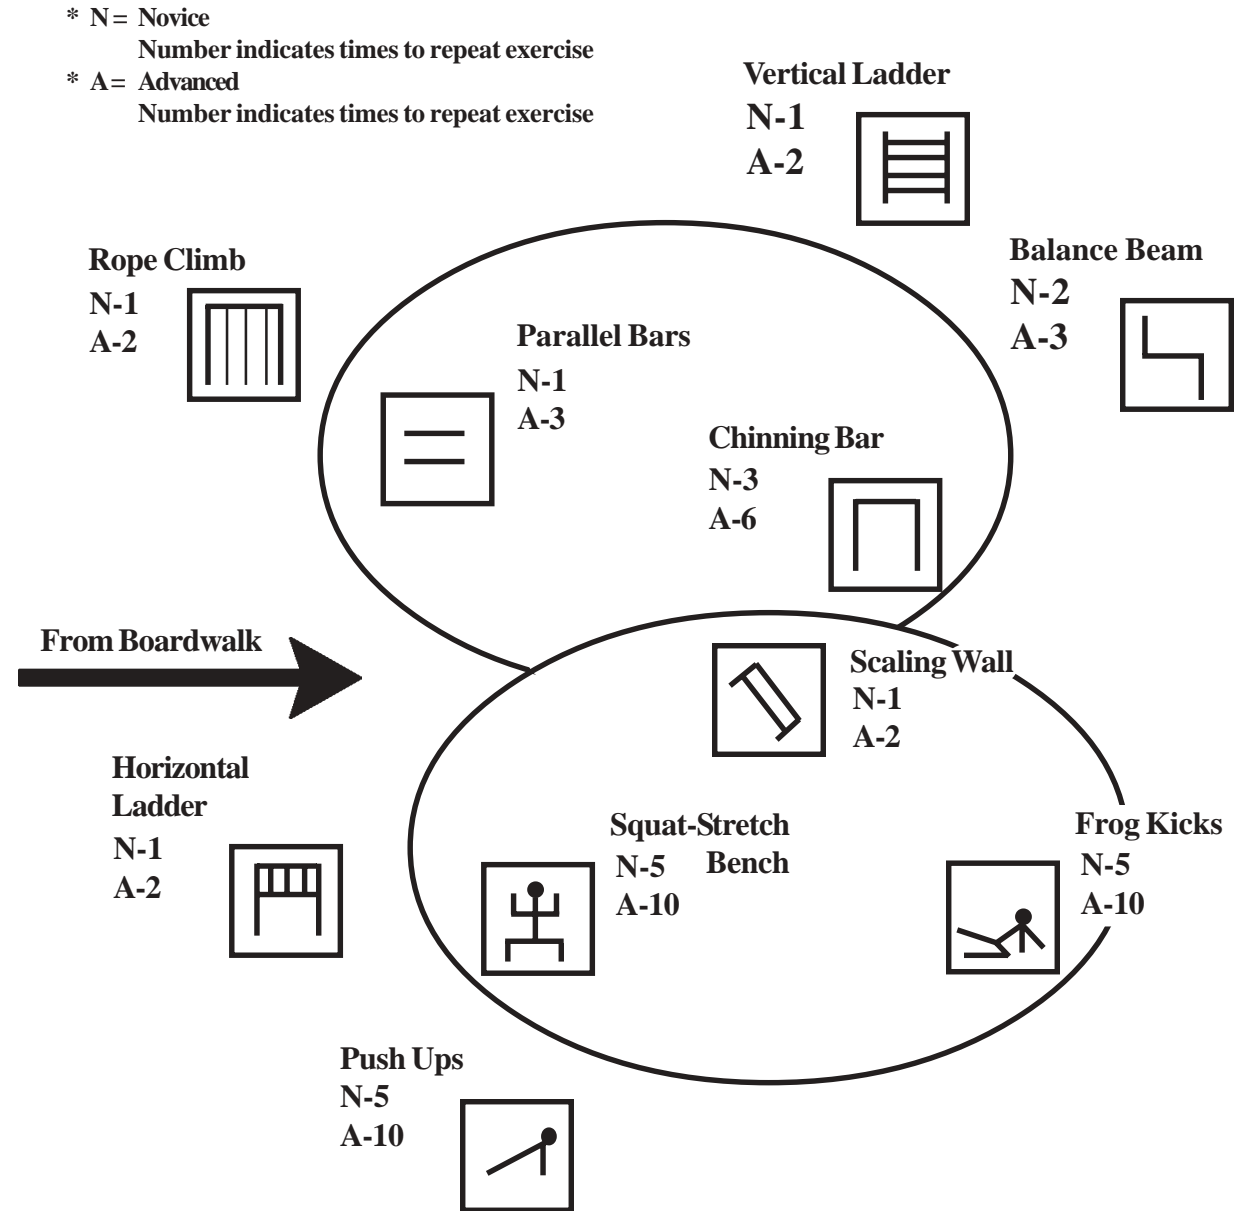 * N = Novice
Number indicates times to repeat exercise
* A = Advanced
Number indicates times to repeat exercise
Vertical Ladder
N-1
A-2
Rope Climb
N-1
A-2
Balance Beam
N-2
A-3
Parallel Bars
N-1
A-3
Chinning Bar
N-3
A-6
From Boardwalk
Scaling Wall
N-1
A-2
Horizontal
Ladder
N-1
A-2
Squat-Stretch
Bench
N-5
A-10
Frog Kicks
N-5
A-10
Push Ups
N-5
A-10